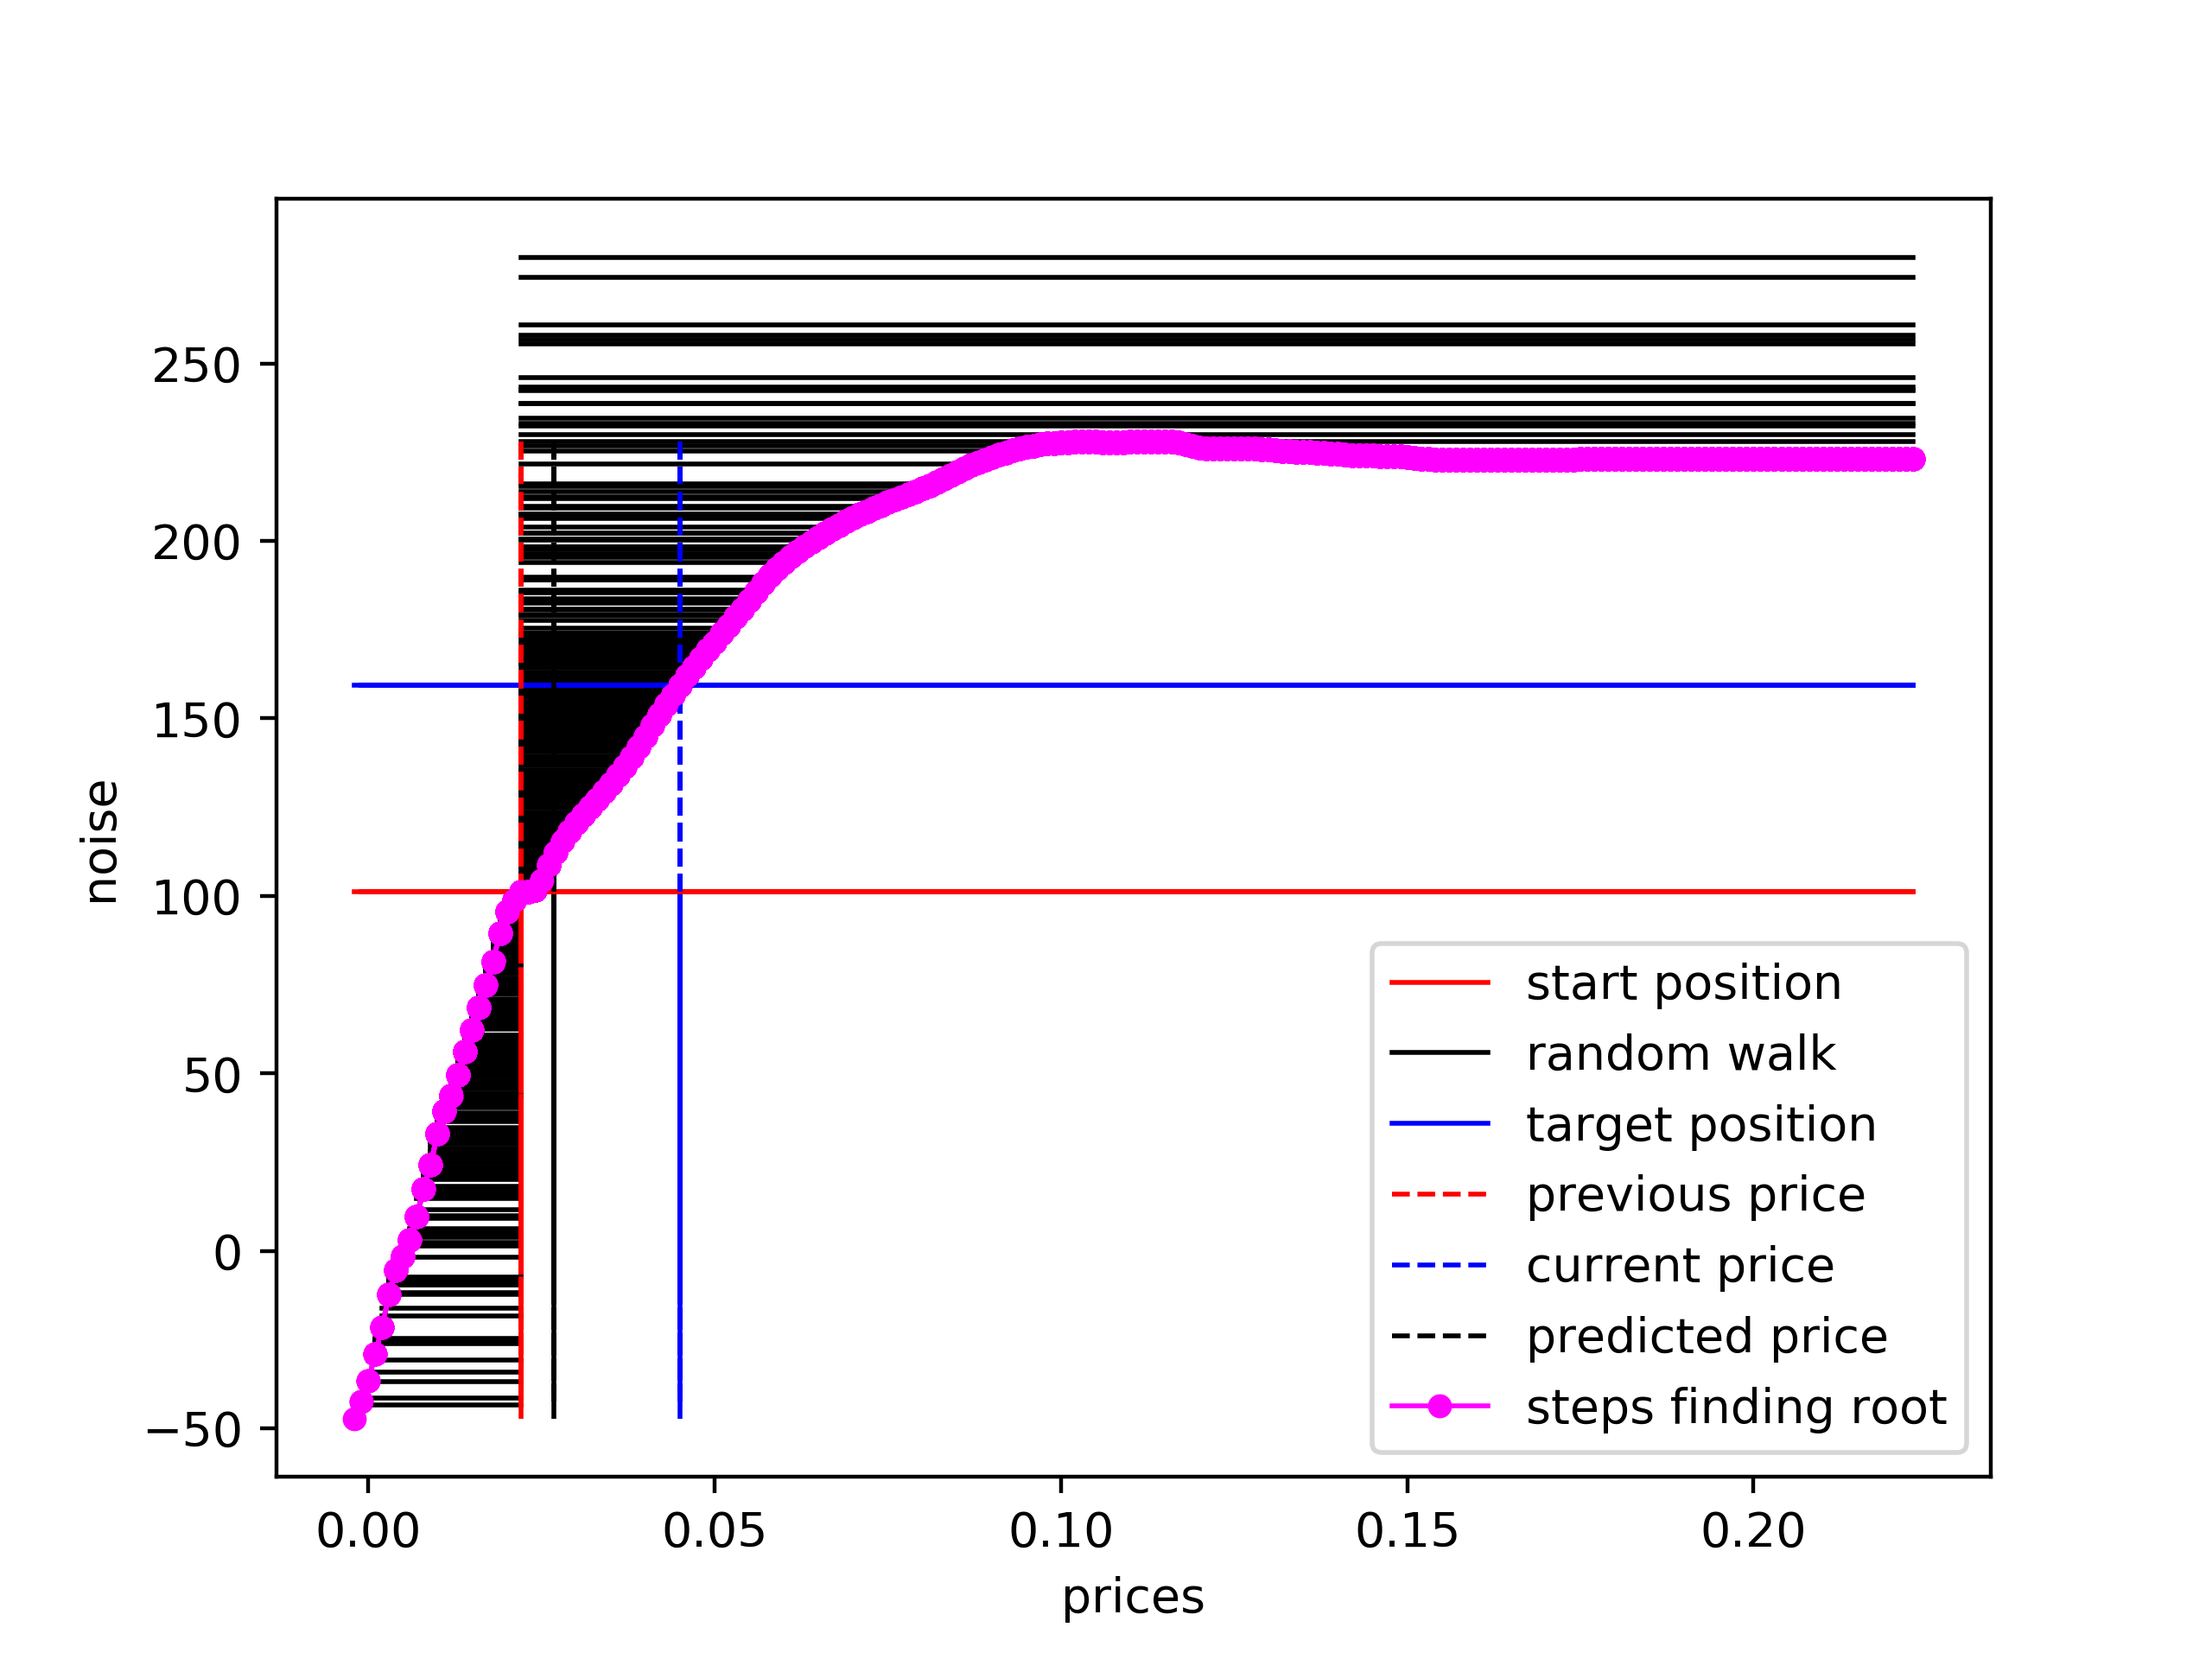 250
200
150
100
50
0
−50
noise
start position
random walk
target position
previous price
current price
predicted price
steps finding root
0.00 0.05 0.10 0.15 0.20
prices